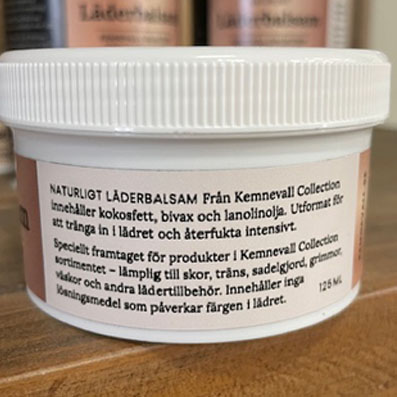 Läderbalsam
Läderbalsam
NATURLIGT LÄDERBALSAM Från Kemnevall Collection
innehåller kokosfett, bivax och lanolinolja. Utformat för
att tränga in i lädret och återfukta intensivt.
Speciellt framtaget för produkter i Kemnevall Collection
sortimentet – lämplig till skor, träns, sadelgjord, grimmor,
väskor och andra lädertillbehör. Innehåller inga
lösningsmedel som påverkar färgen i lädret.
125 ML